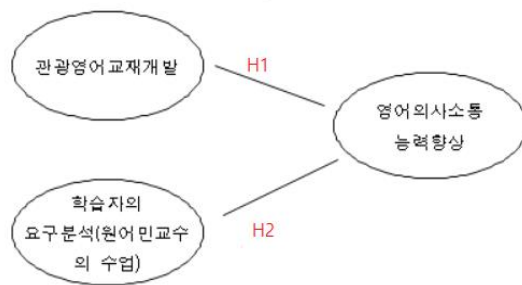 관광영어교재개발
H1
영어의사소통
능력향상
학습자의
요구분석(원어민교수
의 수업)
H2